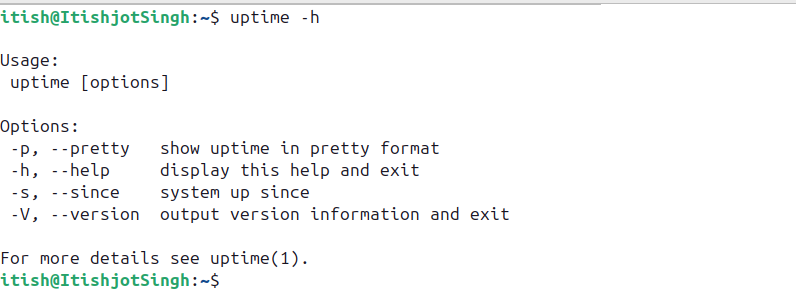 itish@ItishjotSingh:~$ uptime -h
Usage:
uptime [options]
Options:
-p, --pretty   show uptime in pretty format
-h, --help     display this help and exit
-s, --since    system up since
-V, --version  output version information and exit
For more details see uptime(1).
itish@ItishjotSingh:~$